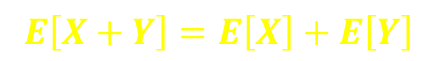 E[X + Y] = E[X] + E[Y]